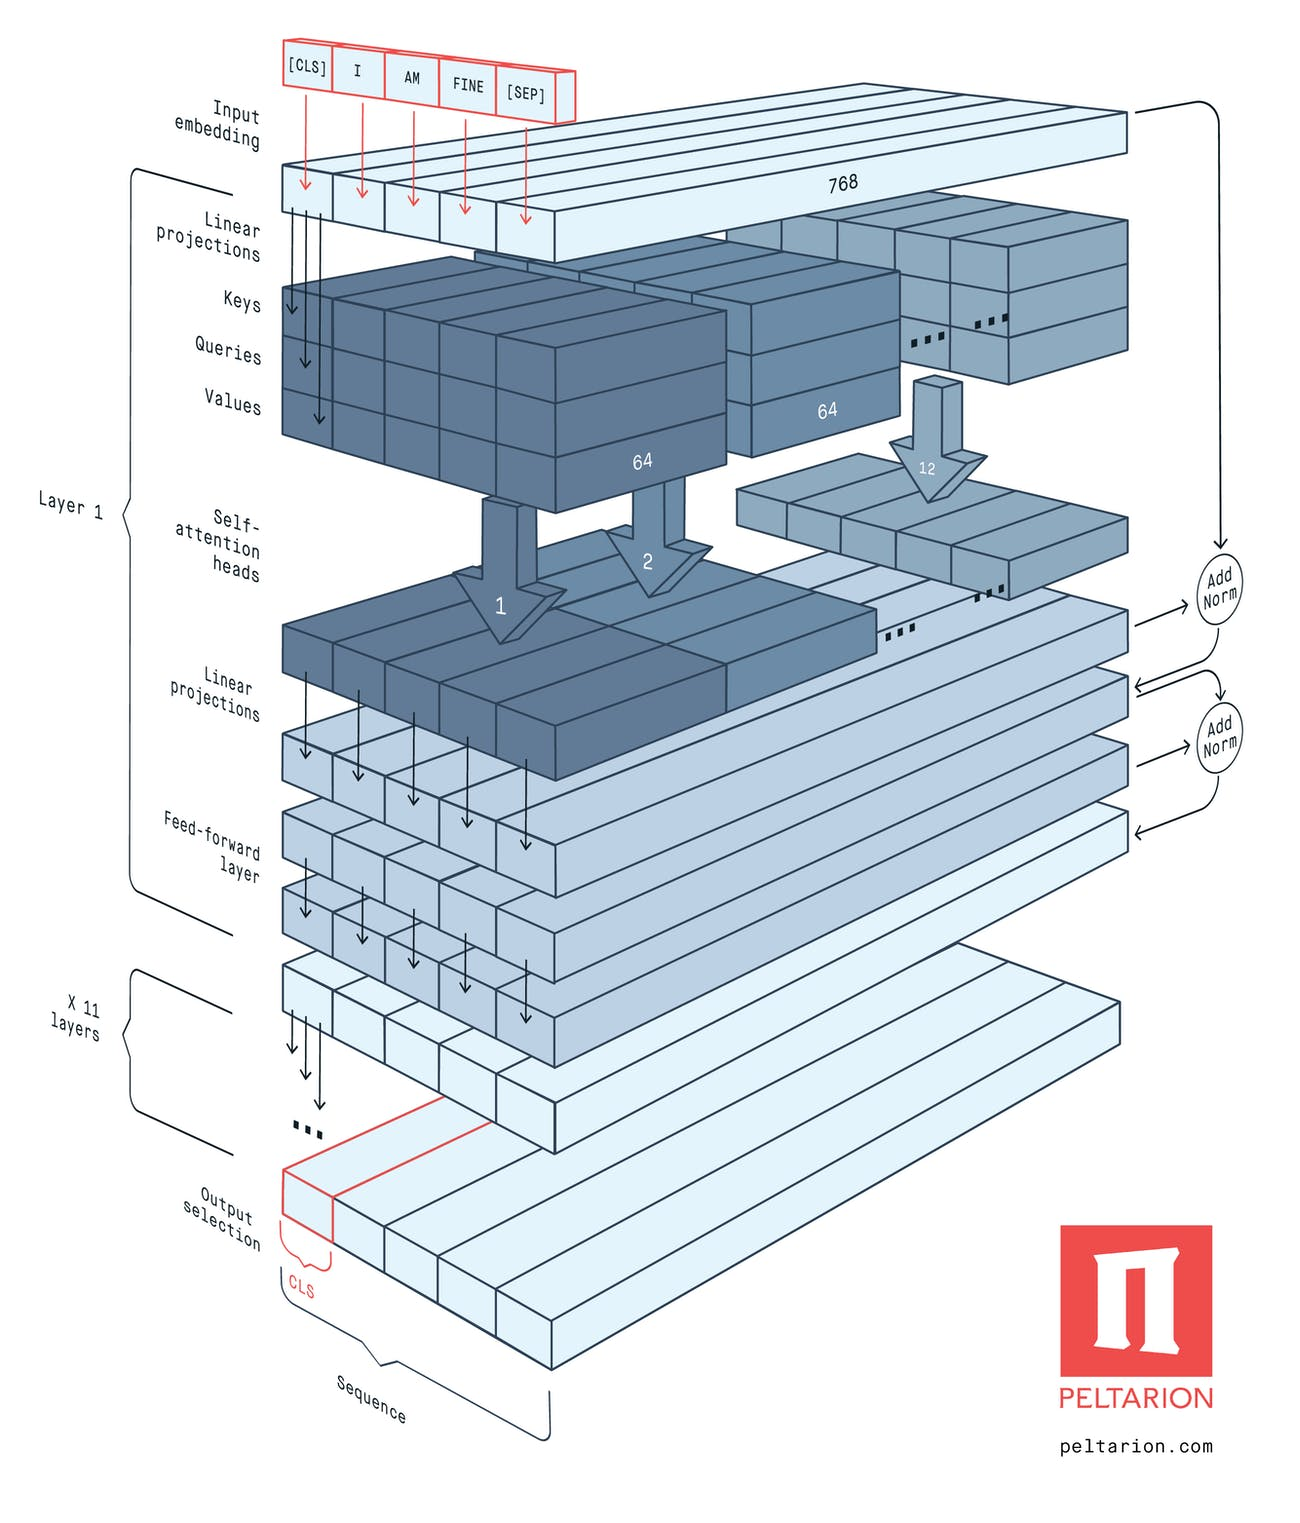 [CLS] I AM FINE [SEP]
Input
embedding
768
Linear
projections
Keys
Queries
Values
64
64
12
Layer 1
Self-
attention
heads
1
2
Add
Norm
Linear
projections
Add
Norm
Feed-forward
layer
X 11
layers
Output
selection
CLS
Sequence
PELTARION
peltarion.com